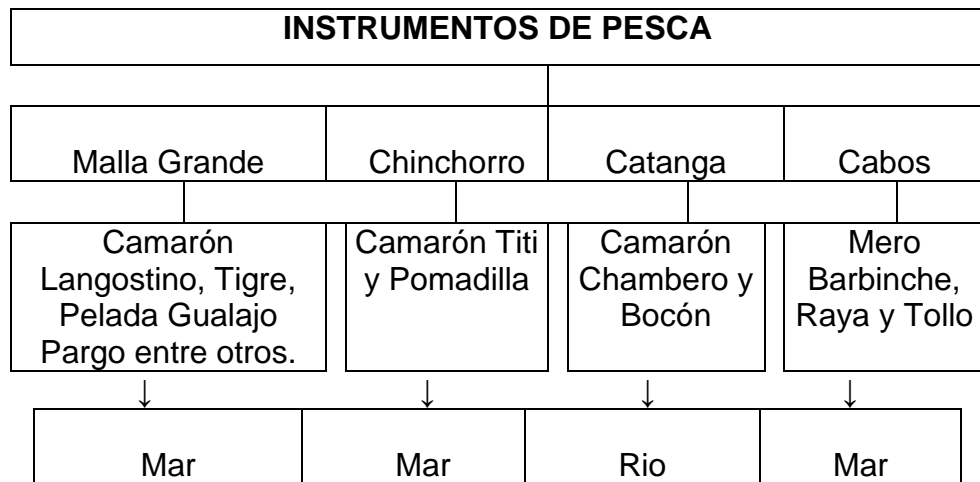 INSTRUMENTOS DE PESCA
Malla Grande
Chinchorro
Catanga
Cabos
Camarón
Langostino, Tigre,
Pelada Gualajo
Pargo entre otros.
Camarón Titi
y Pomadilla
Camarón
Chambero y
Bocón
Mero
Barbinche,
Raya y Tollo
↓ ↓ ↓ ↓
Mar
Mar
Rio
Mar